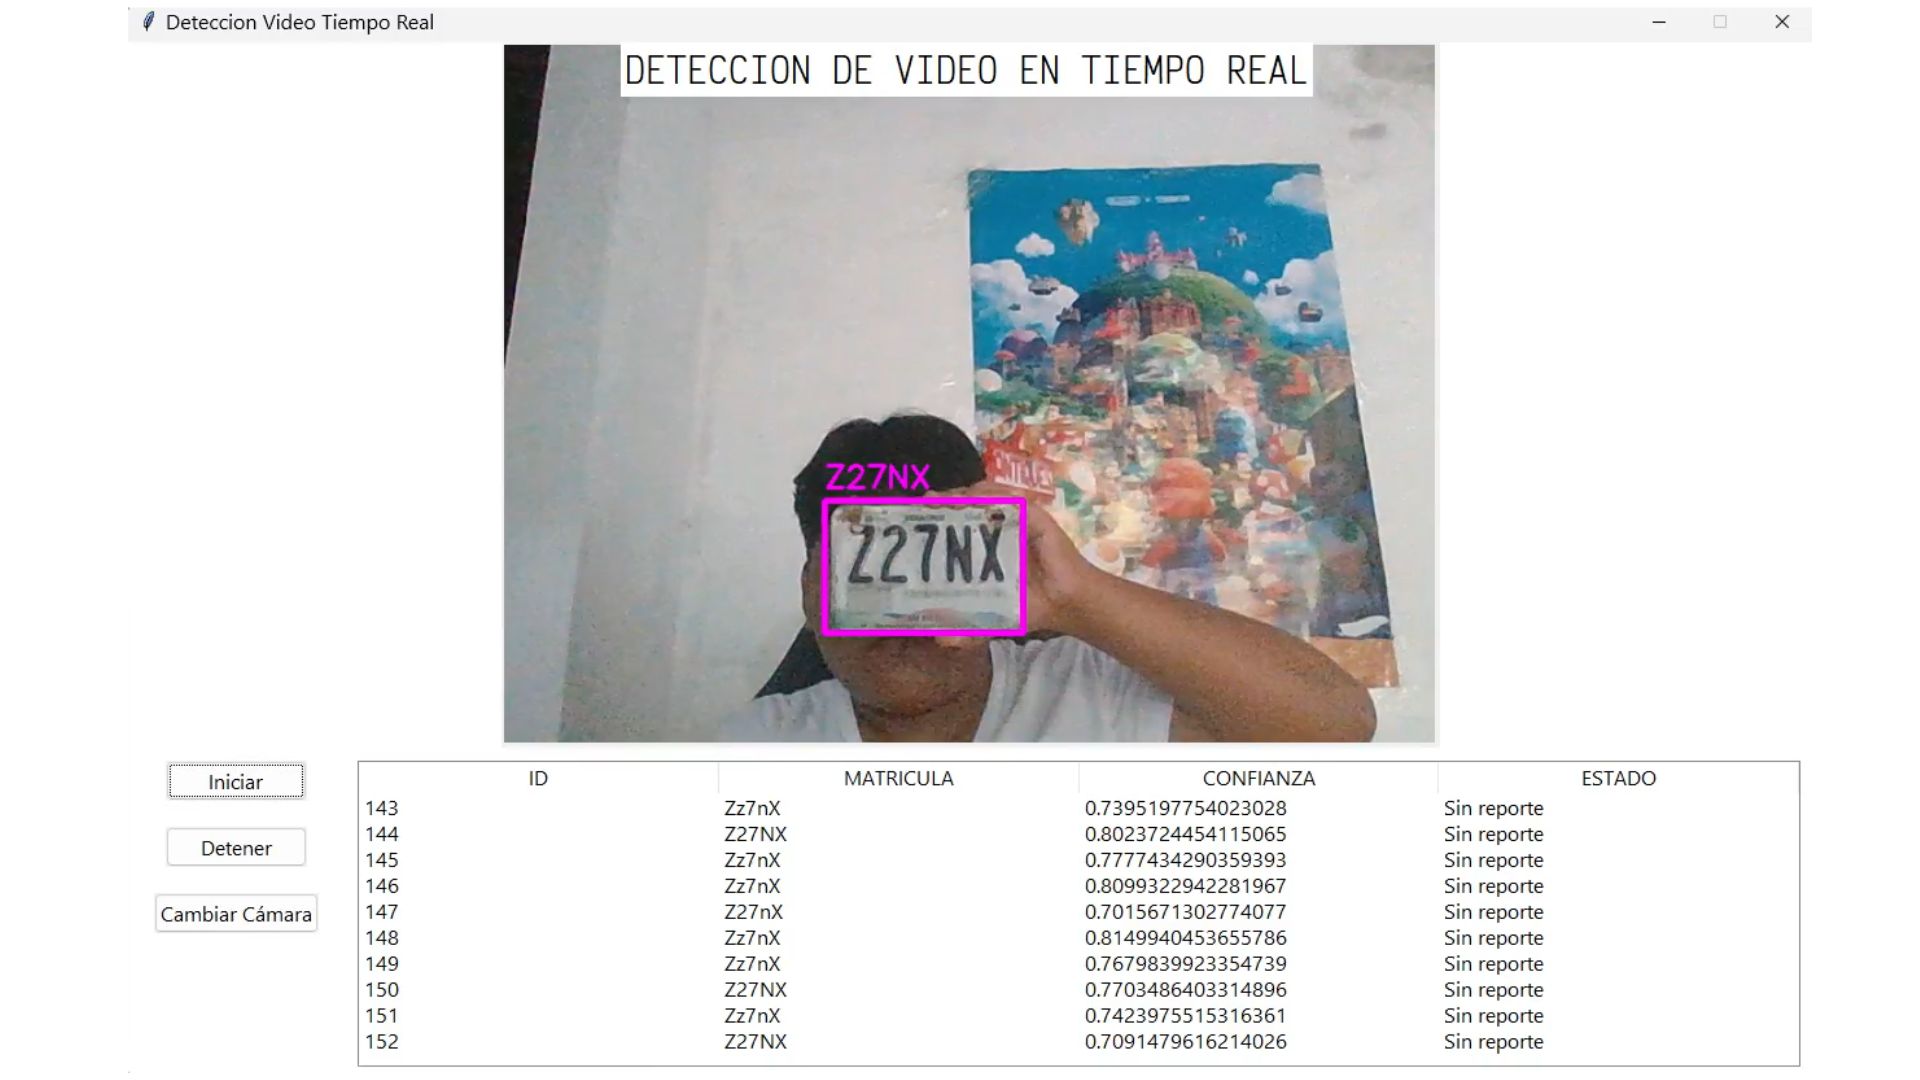 Deteccion Video Tiempo Real
DETECCION DE VIDEO EN TIEMPO REAL
Z27NX
Z27NX
Iniciar
Detener
Cambiar Cámara
ID MATRICULA CONFIANZA ESTADO
143 Zz7nX 0.7395197754023028 Sin reporte
144 Z27NX 0.8023724454115065 Sin reporte
145 Zz7nX 0.7777434290359393 Sin reporte
146 Zz7nX 0.8099322942281967 Sin reporte
147 Z27nX 0.7015671302774077 Sin reporte
148 Zz7nX 0.8149940453655786 Sin reporte
149 Zz7nX 0.7679839923354739 Sin reporte
150 Z27NX 0.7703486403314896 Sin reporte
151 Zz7nX 0.7423975515316361 Sin reporte
152 Z27NX 0.7091479616214026 Sin reporte